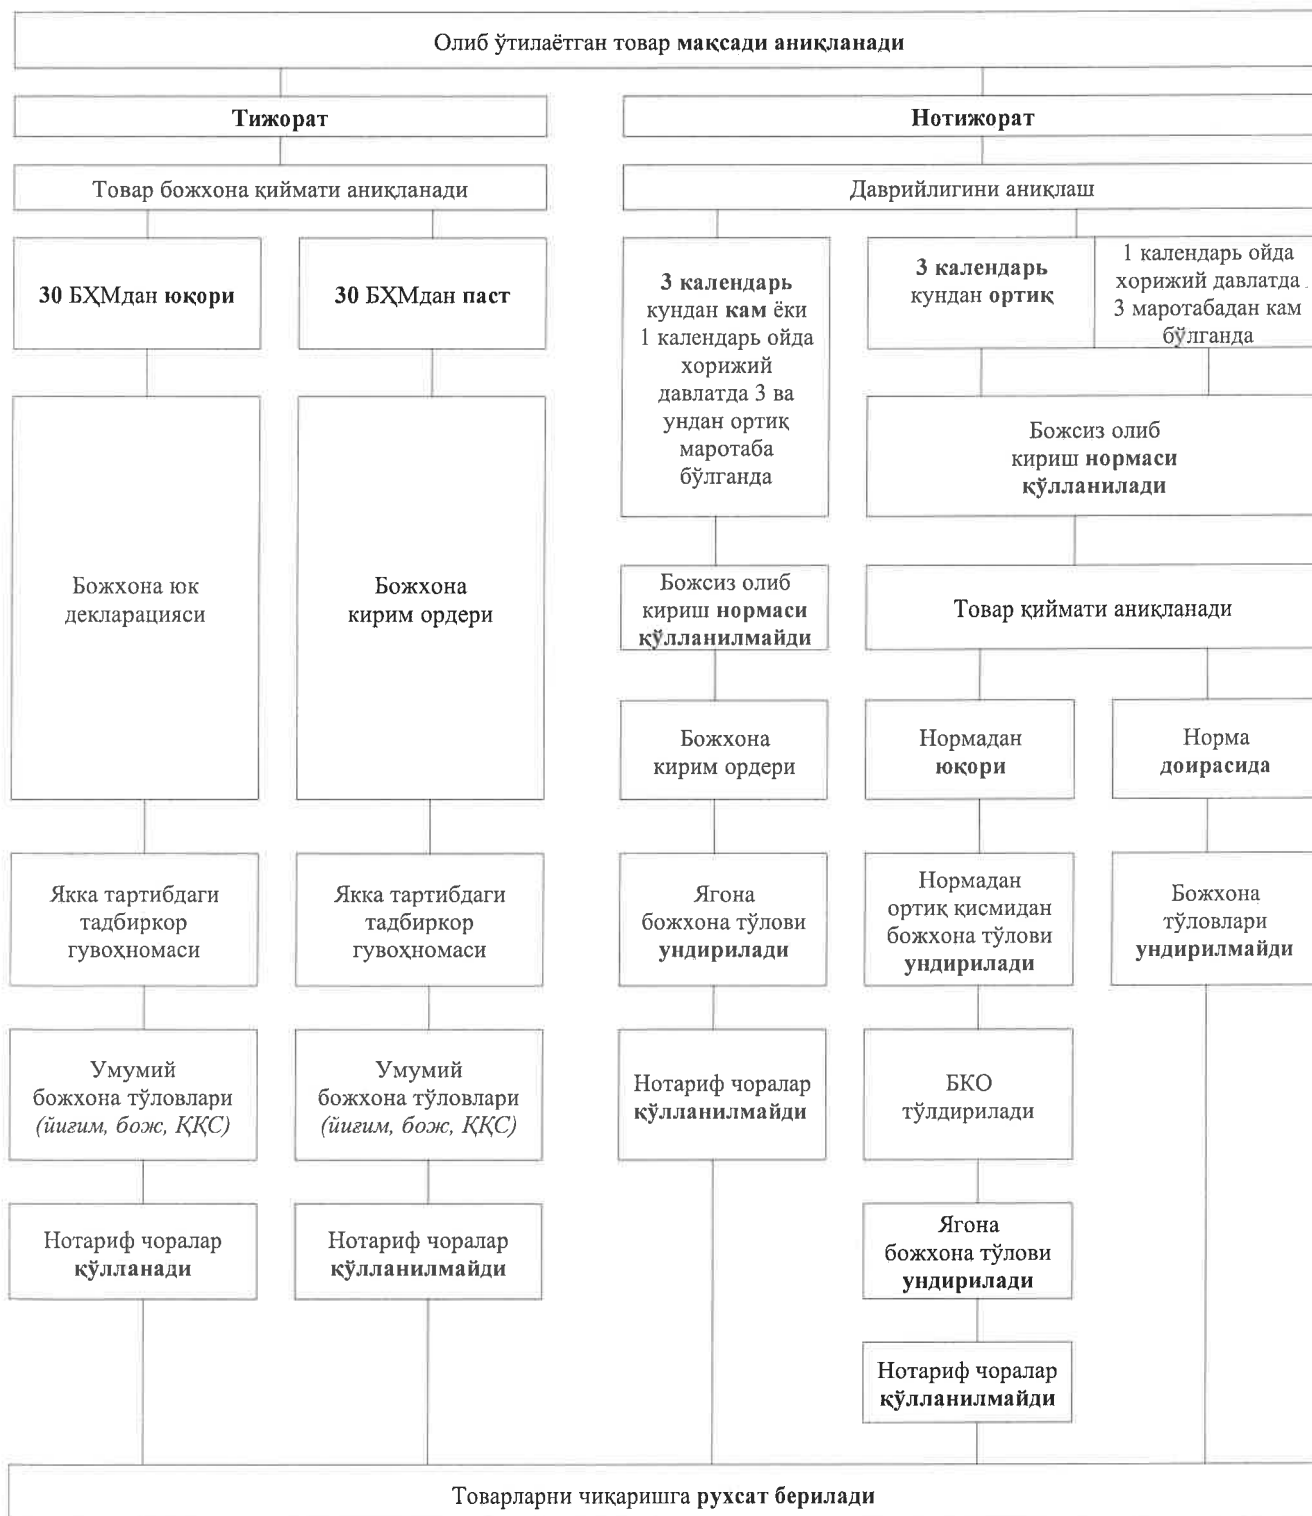 Олиб ўтилаётган товар мақсади аниқланади
Тижорат
Нотижорат
Товар божхона қиймати аниқланади
Даврийлигини аниқлаш
30 БҲМдан юқори
30 БҲМдан паст
3 календарь
кундан кам ёки
1 календарь ойда
хорижий
давлатда 3 ва
ундан ортиқ
маротаба
бўлганда
3 календарь
кундан ортиқ
1 календарь ойда
хорижий давлатда
3 маротабадан кам
бўлганда
Божхона юк
декларацияси
Божхона
кирим ордери
Божсиз олиб
кириш нормаси
қўлланилади
Божсиз олиб
кириш нормаси
қўлланилмайди
Товар қиймати аниқланади
Божхона
кирим ордери
Нормадан
юқори
Норма
доирасида
Якка тартибдаги
тадбиркор
гувоҳномаси
Якка тартибдаги
тадбиркор
гувоҳномаси
Ягона
божхона тўлови
ундирилади
Нормадан
ортиқ қисмидан
божхона тўлови
ундирилади
Божхона
тўловлари
ундирилмайди
Умумий
божхона тўловлари
(йиғим, бож, ҚҚС)
Умумий
божхона тўловлари
(йиғим, бож, ҚҚС)
Нотариф чоралар
қўлланилмайди
БКО
тўлдирилади
Нотариф чоралар
қўлланади
Нотариф чоралар
қўлланилмайди
Ягона
божхона тўлови
ундирилади
Нотариф чоралар
қўлланилмайди
Товарларни чиқаришга рухсат берилади